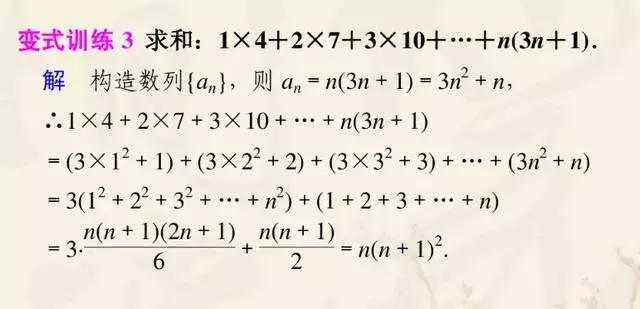 变式训练3 求和：1×4＋2×7＋3×10＋…＋n(3n＋1)．
解 构造数列{aₙ}，则 aₙ = n(3n + 1) = 3n² + n，
∴1×4 + 2×7 + 3×10 + … + n(3n + 1)
= (3×1² + 1) + (3×2² + 2) + (3×3² + 3) + … + (3n² + n)
= 3(1² + 2² + 3² + … + n²) + (1 + 2 + 3 + … + n)
= 3·n(n + 1)(2n + 1)/6 + n(n + 1)/2 = n(n + 1)².